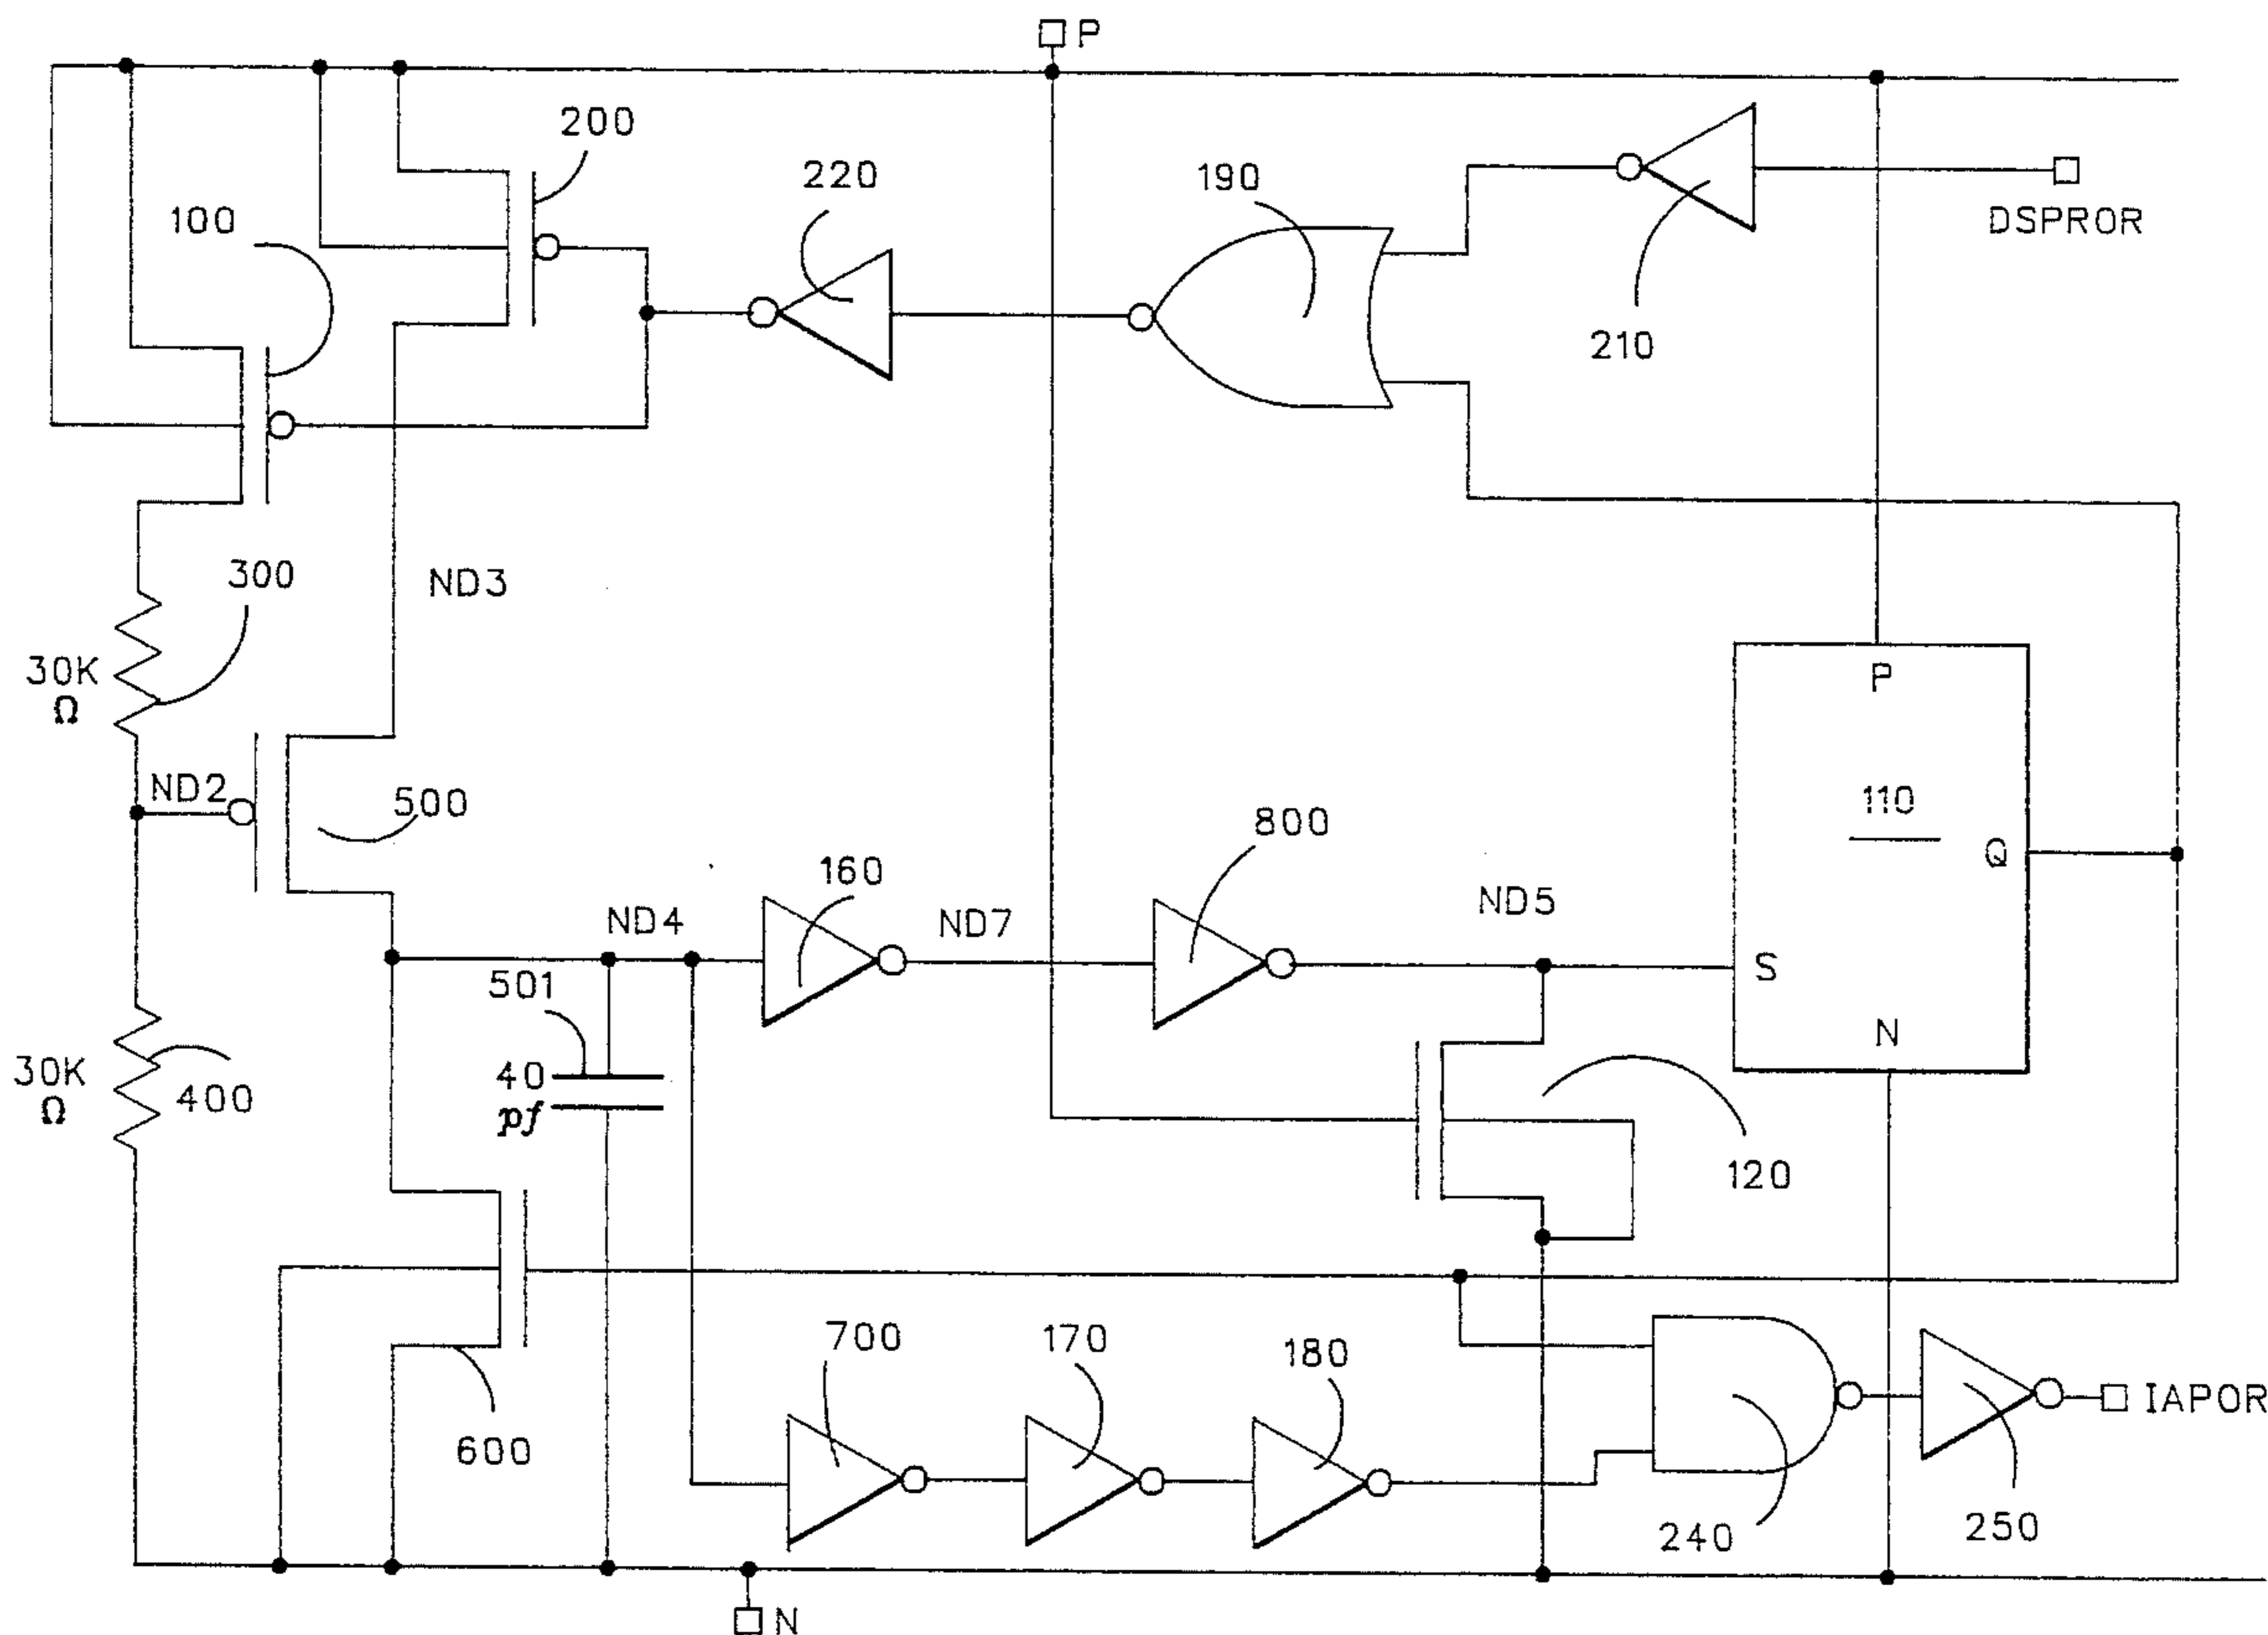 P
200
220
190
DSPROR
100
210
300
ND3
30K
Ω
P
ND2
500
110
800
160
Q
ND4
ND7
ND5
501
S
N
40
pf
30K
Ω
400
120
700
170
180
IAPOR
600
240
250
N